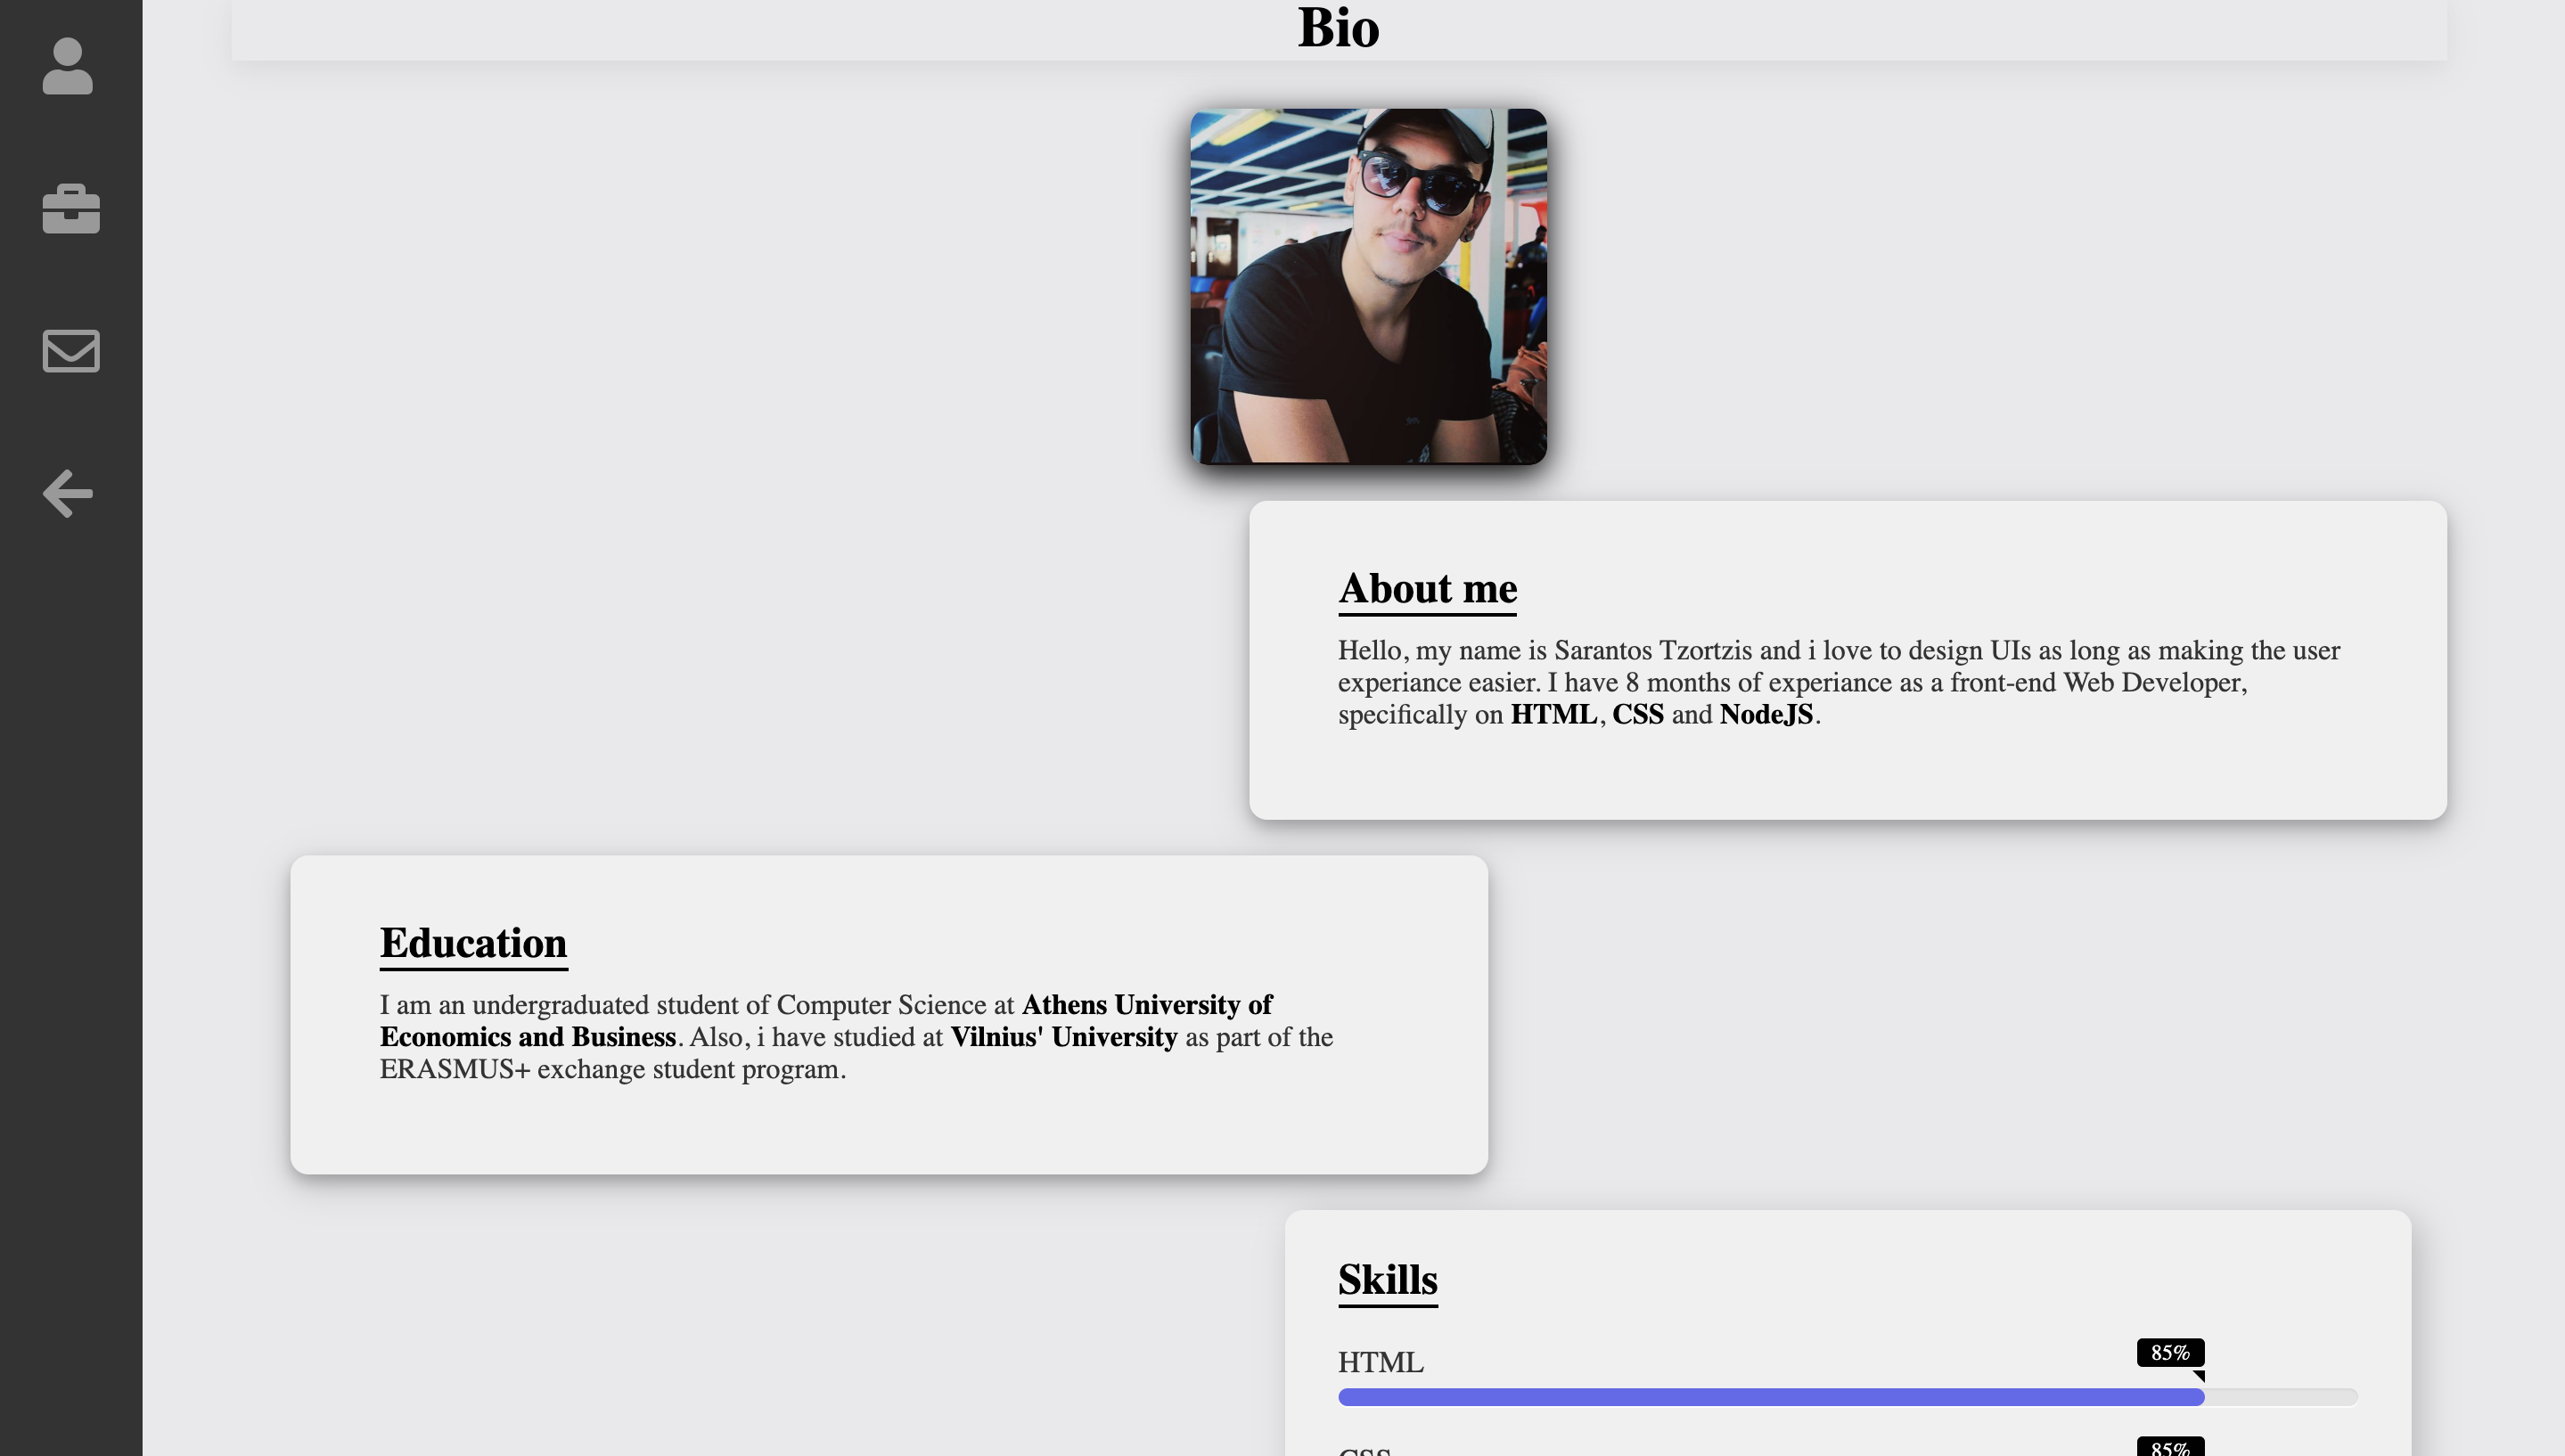 Bio
About me
Hello, my name is Sarantos Tzortzis and i love to design UIs as long as making the user
experiance easier. I have 8 months of experiance as a front-end Web Developer,
specifically on HTML, CSS and NodeJS.
Education
I am an undergraduated student of Computer Science at Athens University of
Economics and Business. Also, i have studied at Vilnius' University as part of the
ERASMUS+ exchange student program.
Skills
HTML
85%
CSS
85%